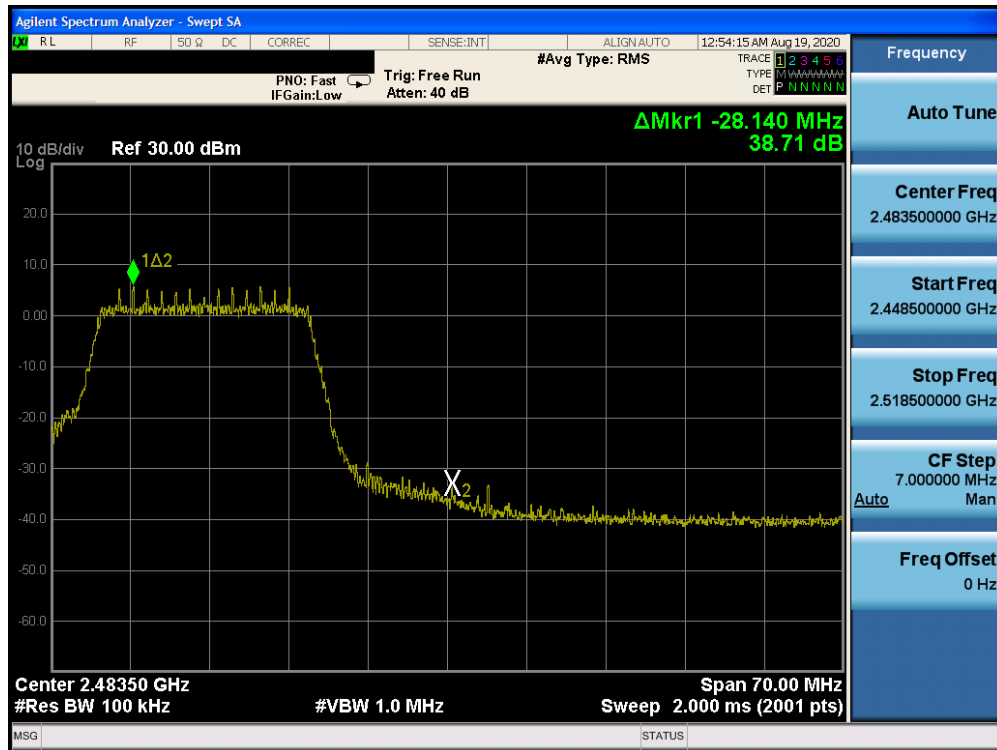 Agilent Spectrum Analyzer - Swept SA
LXI RL RF 50 Ω DC CORREC SENSE:INT ALIGN AUTO 12:54:15 AM Aug 19, 2020
Frequency
#Avg Type: RMS
TRACE 1 2 3 4 5 6
PNO: Fast Trig: Free Run
TYPE M WWWWW
IFGain:Low Atten: 40 dB
DET P N N N N N
Auto Tune
ΔMkr1 -28.140 MHz
38.71 dB
10 dB/div Ref 30.00 dBm
Log
Center Freq
2.483500000 GHz
20.0
10.0
1Δ2
Start Freq
2.448500000 GHz
0.00
-10.0
Stop Freq
2.518500000 GHz
-20.0
-30.0
X2
CF Step
7.000000 MHz
Auto Man
-40.0
-50.0
Freq Offset
0 Hz
-60.0
Center 2.48350 GHz Span 70.00 MHz
#Res BW 100 kHz #VBW 1.0 MHz Sweep 2.000 ms (2001 pts)
MSG STATUS